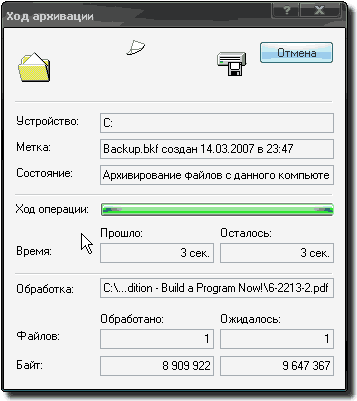 Ход архивации
Отмена
Устройство: C:
Метка: Backup.bkf создан 14.03.2007 в 23:47
Состояние: Архивирование файлов с данного компьюте
Ход операции:
Прошло: Осталось:
Время: 3 сек. 3 сек.
Обработка: C:\...dition - Build a Program Now!\6-2213-2.pdf
Обработано: Ожидалось:
Файлов: 1 1
Байт: 8 909 922 9 647 367